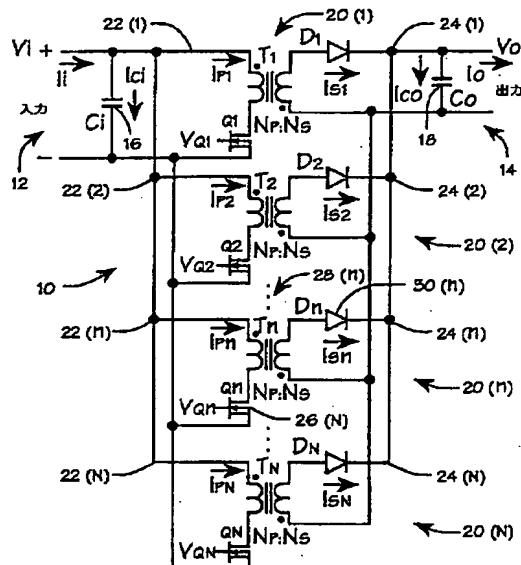 22 (1)
20 (1)
24 (1)
Vi +
Ii
ICi
IP1
T1
D1
IS1
ICO
IO
VO
入力
Ci
16
Q1
VQ1
NP:NS
18
CO
出力
12
14
22 (2)
IP2
T2
D2
IS2
24 (2)
Q2
VQ2
NP:NS
20 (2)
10
28 (n)
30 (n)
22 (n)
IPn
Tn
Dn
ISn
24 (n)
Qn
VQn
NP:NS
26 (N)
20 (n)
22 (N)
IPN
TN
DN
ISN
24 (N)
QN
VQN
NP:NS
20 (N)